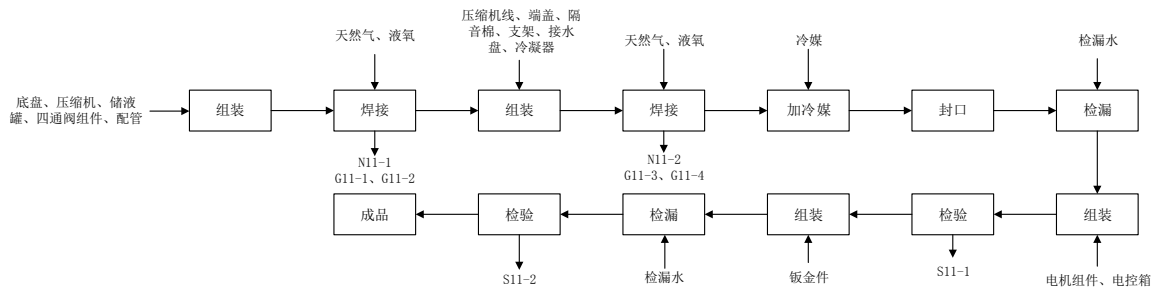 压缩机线、端盖、隔
音棉、支架、接水
盘、冷凝器
天然气、液氧
天然气、液氧
冷媒
检漏水
底盘、压缩机、储液
罐、四通阀组件、配管
组装
焊接
组装
焊接
加冷媒
封口
检漏
N11-1
G11-1、G11-2
N11-2
G11-3、G11-4
成品
检验
检漏
组装
检验
组装
S11-2
检漏水
钣金件
S11-1
电机组件、电控箱